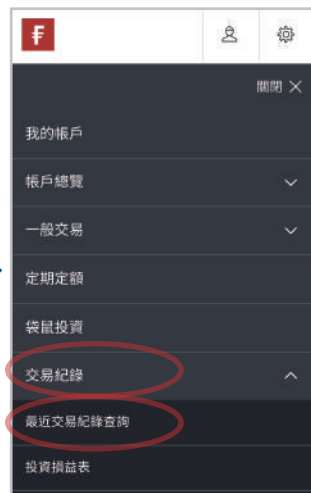 關閉
我的帳戶
帳戶總覽
一般交易
定期定額
袋鼠投資
交易紀錄
最近交易紀錄查詢
投資損益表